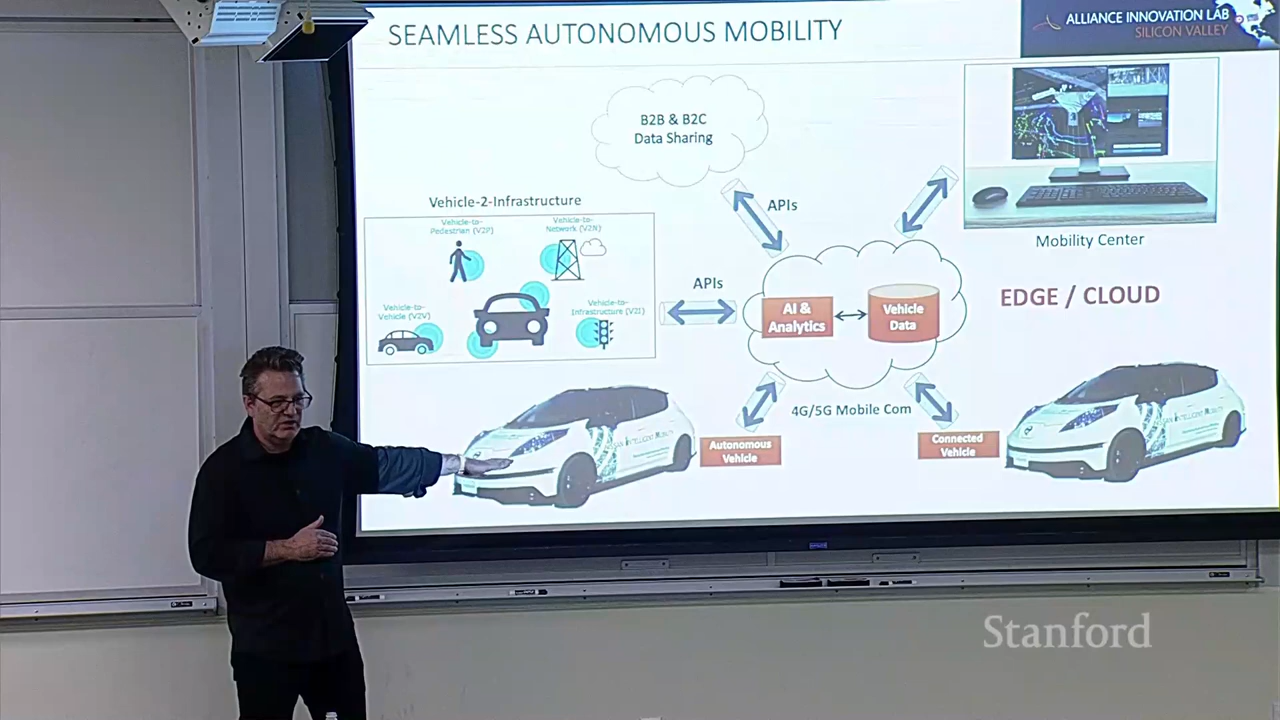 SEAMLESS AUTONOMOUS MOBILITY
ALLIANCE INNOVATION LAB
SILICON VALLEY
B2B & B2C
Data Sharing
APIs
Mobility Center
EDGE / CLOUD
Vehicle-2-Infrastructure
Vehicle-to-
Pedestrian (V2P)
Vehicle-to-
Network (V2N)
Vehicle-to-
Vehicle (V2V)
Vehicle-to-
Infrastructure (V2I)
APIs
AI &
Analytics
Vehicle
Data
4G/5G Mobile Com
Autonomous
Vehicle
Connected
Vehicle
Stanford